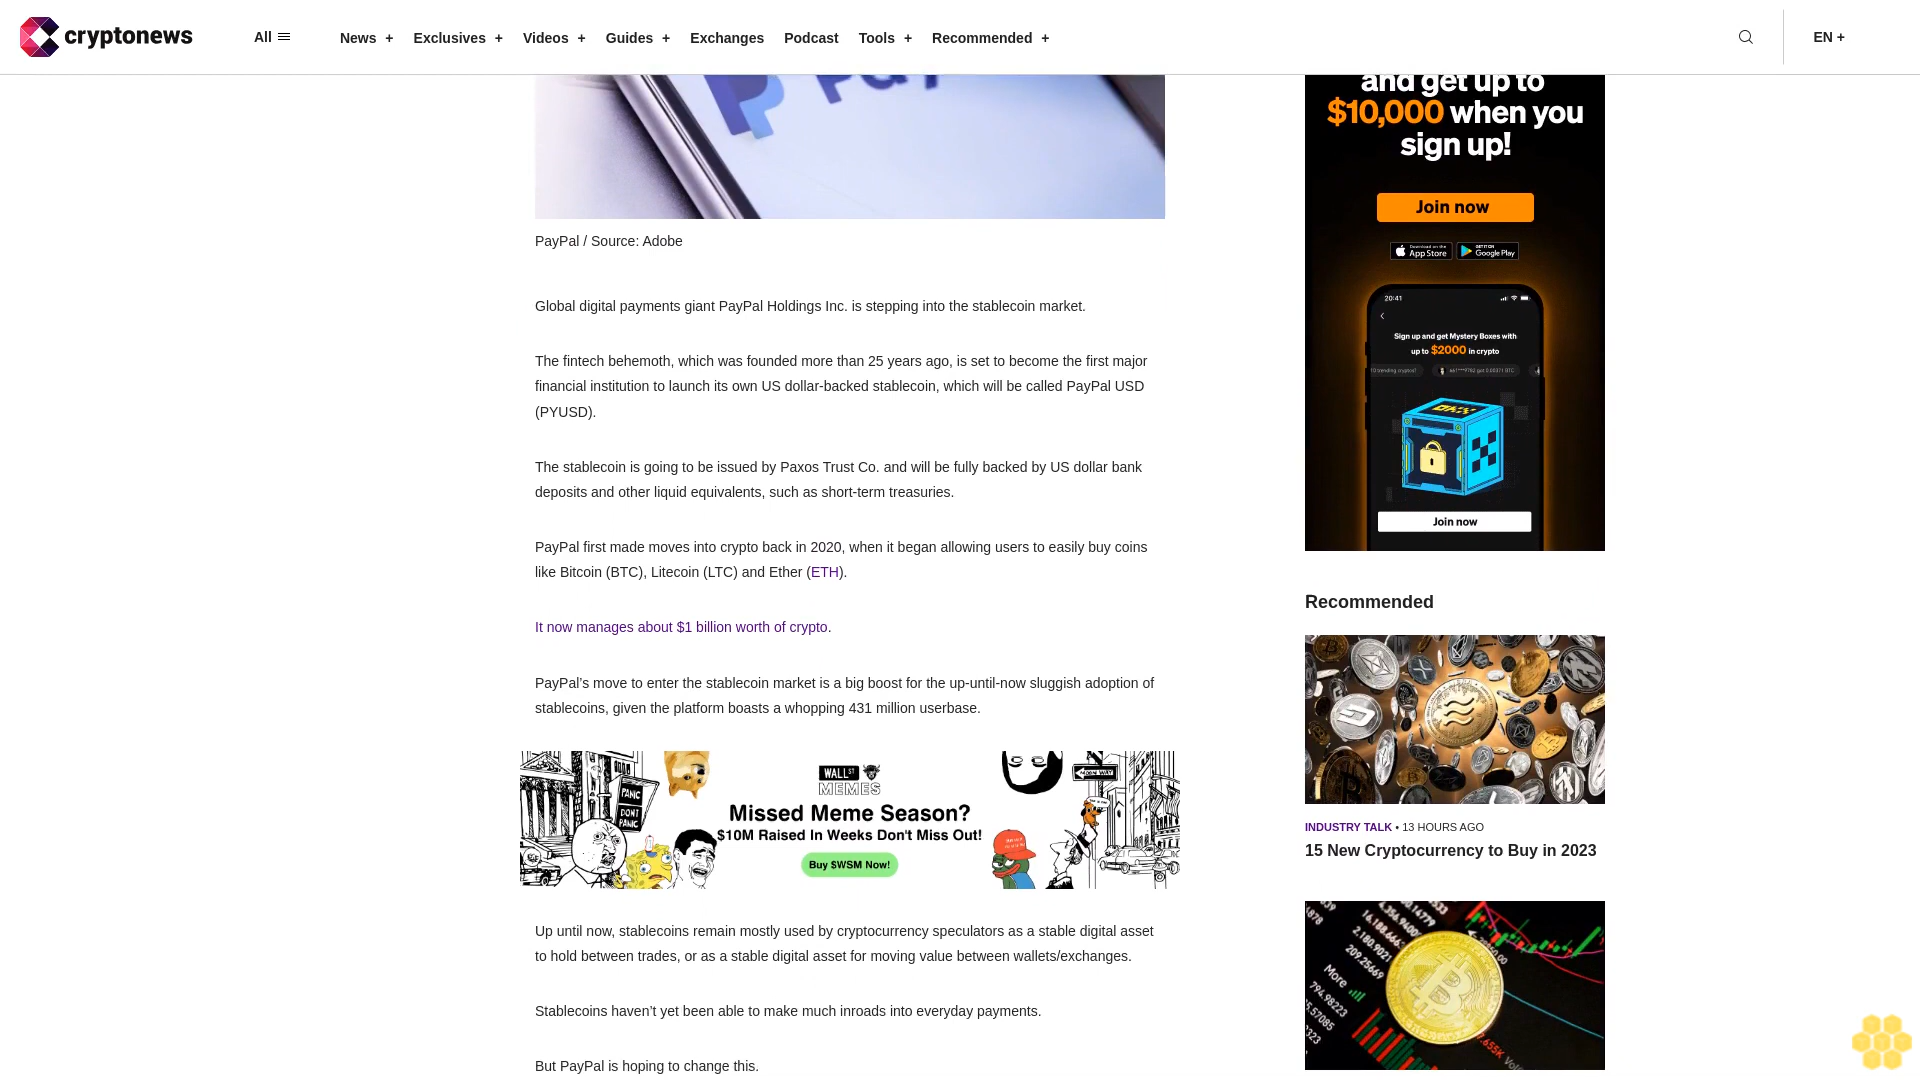 cryptonews
All
News +
Exclusives +
Videos +
Guides +
Exchanges
Podcast
Tools +
Recommended +
EN +
PayPal / Source: Adobe
Global digital payments giant PayPal Holdings Inc. is stepping into the stablecoin market.
The fintech behemoth, which was founded more than 25 years ago, is set to become the first major
financial institution to launch its own US dollar-backed stablecoin, which will be called PayPal USD
(PYUSD).
The stablecoin is going to be issued by Paxos Trust Co. and will be fully backed by US dollar bank
deposits and other liquid equivalents, such as short-term treasuries.
PayPal first made moves into crypto back in 2020, when it began allowing users to easily buy coins
like Bitcoin (BTC), Litecoin (LTC) and Ether (ETH).
It now manages about $1 billion worth of crypto.
PayPal’s move to enter the stablecoin market is a big boost for the up-until-now sluggish adoption of
stablecoins, given the platform boasts a whopping 431 million userbase.
PANIC
DONT
PANIC
WALL ST
MEMES
Missed Meme Season?
$10M Raised In Weeks Don't Miss Out!
Buy $WSM Now!
Up until now, stablecoins remain mostly used by cryptocurrency speculators as a stable digital asset
to hold between trades, or as a stable digital asset for moving value between wallets/exchanges.
Stablecoins haven’t yet been able to make much inroads into everyday payments.
But PayPal is hoping to change this.
and get up to
$10,000 when you
sign up!
Join now
Download on the
App Store
GET IT ON
Google Play
20:41
Sign up and get Mystery Boxes with
up to $2000 in crypto
Join now
Recommended
INDUSTRY TALK • 13 HOURS AGO
15 New Cryptocurrency to Buy in 2023
More